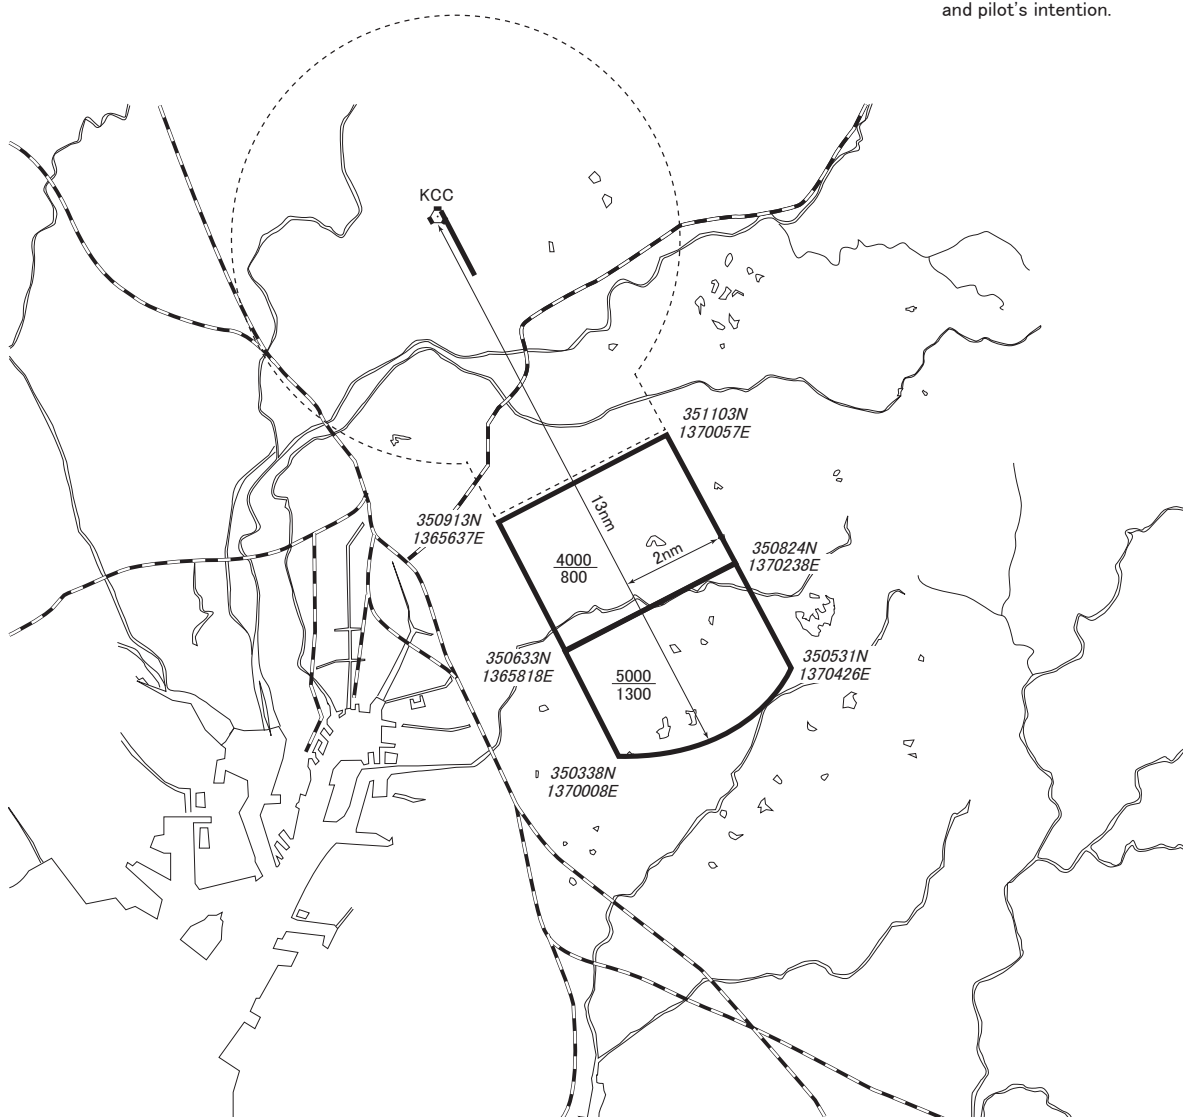 and pilot's intention.
KCC
351103N
1370057E
13nm
350913N
1365637E
2nm
4000
800
350824N
1370238E
350633N
1365818E
350531N
1370426E
5000
1300
350338N
1370008E